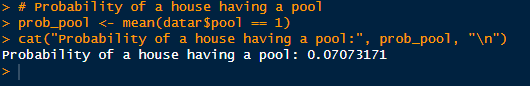 > # Probability of a house having a pool
> prob_pool <- mean(datar$pool == 1)
> cat("Probability of a house having a pool:", prob_pool, "\n")
Probability of a house having a pool: 0.07073171
>